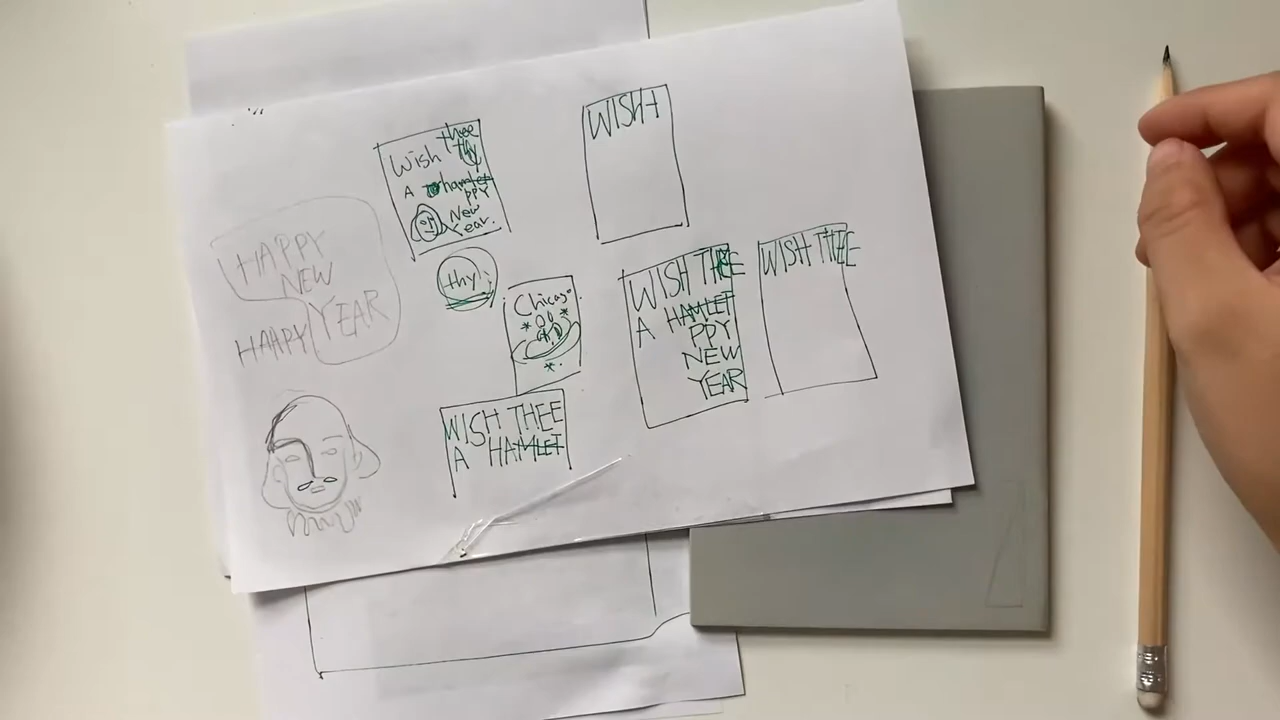 Wish thee
thy
A hamlet
ppy
New
Year.
WISH T
HAPPY
NEW
YEAR
HAPPY
thy!
Chicago
WISH THEE
A HAMLET
PPY
NEW
YEAR
WISH THEE
WISH THEE
A HAMLET